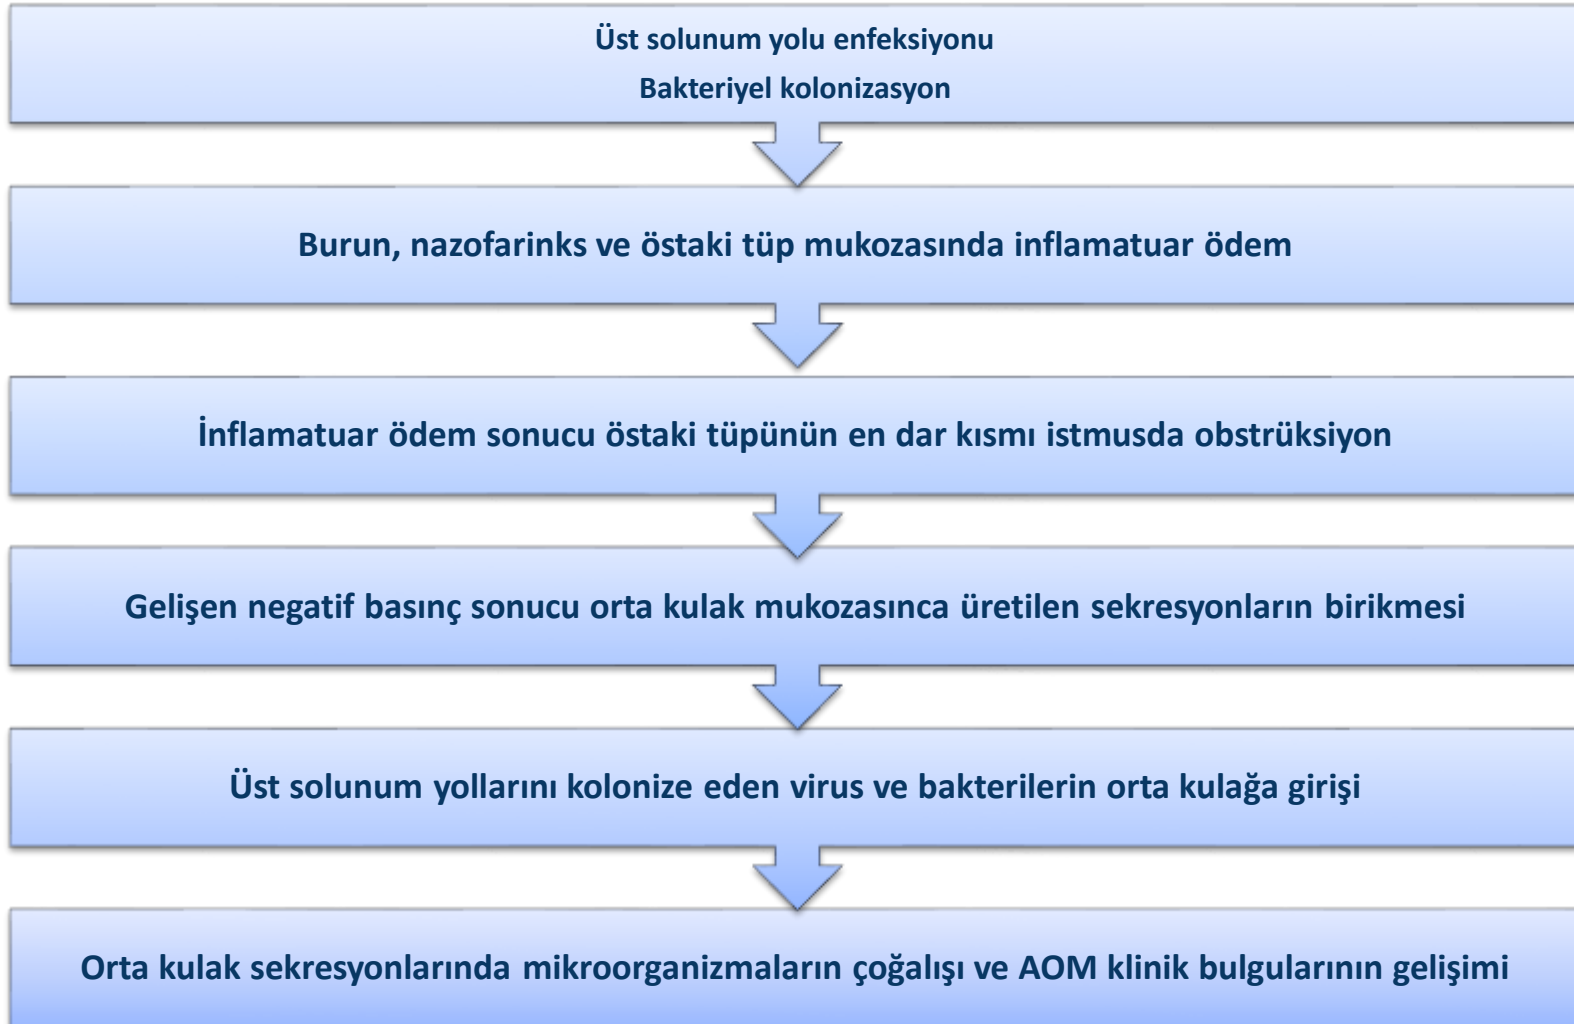 Üst solunum yolu enfeksiyonu
Bakteriyel kolonizasyon
Burun, nazofarinks ve östaki tüp mukozasında inflamatuar ödem
İnflamatuar ödem sonucu östaki tüpünün en dar kısmı istmusda obstrüksiyon
Gelişen negatif basınç sonucu orta kulak mukozasınca üretilen sekresyonların birikmesi
Üst solunum yollarını kolonize eden virus ve bakterilerin orta kulağa girişi
Orta kulak sekresyonlarında mikroorganizmaların çoğalışı ve AOM klinik bulgularının gelişimi